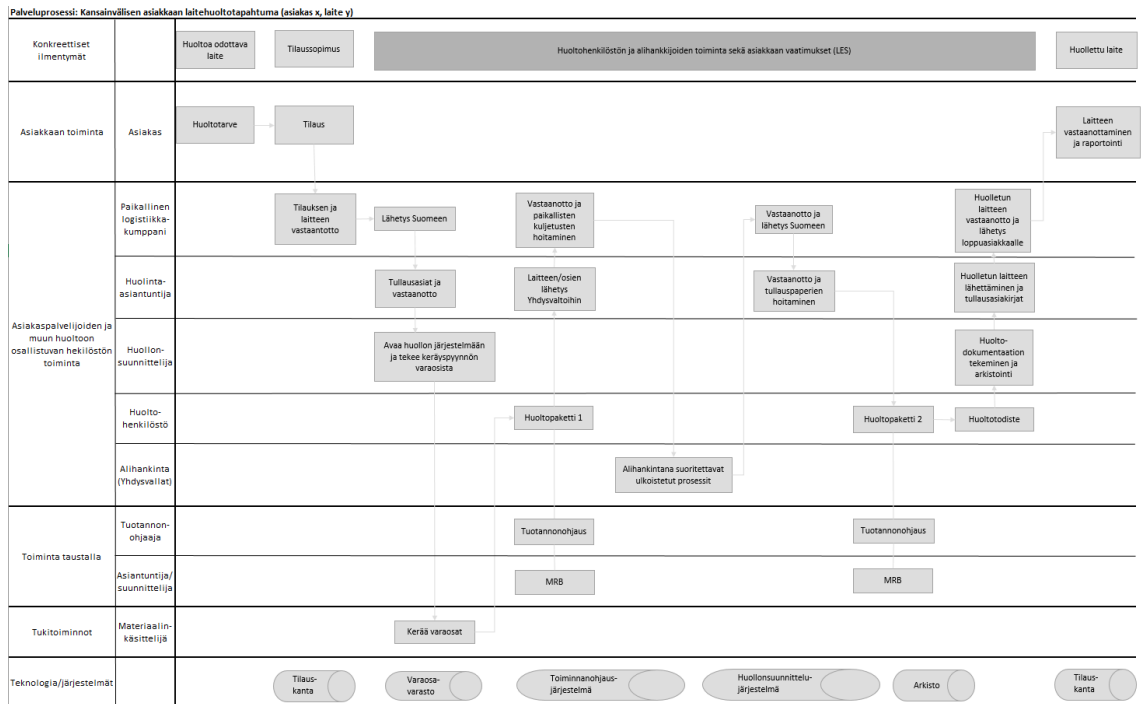 Palveluprosessi: Kansainvälisen asiakkaan laitehuoltotapahtuma (asiakas x, laite y)
Konkreettiset
ilmentymät
Huoltoa odottava
laite
Tilaussopimus
Huoltohenkilöstön ja alihankkijoiden toiminta sekä asiakkaan vaatimukset (LES)
Huollettu laite
Asiakkaan toiminta
Asiakas
Huoltotarve
Tilaus
Laitteen
vastaanottaminen
ja raportointi
Asiakaspalvelijoiden ja
muun huoltoon
osallistuvan hekilöstön
toiminta
Paikallinen
logistiikka-
kumppani
Tilauksen ja
laitteen
vastaantotto
Lähetys Suomeen
Vastaanotto ja
paikallisten
kuljetusten
hoitaminen
Vastaanotto ja
lähetys Suomeen
Huolletun
laitteen
vastaanotto ja
lähetys
loppuasiakkaalle
Huolinta-
asiantuntija
Tullausasiat ja
vastaanotto
Laitteen/osien
lähetys
Yhdysvaltoihin
Vastaanotto ja
tullauspaperien
hoitaminen
Huolletun laitteen
lähettäminen ja
tullausasiakirjat
Huollon-
suunnittelija
Avaa huollon järjestelmään
ja tekee keräyspyynnön
varaosista
Huolto-
dokumentaation
tekeminen ja
arkistointi
Huolto-
henkilöstö
Huoltopaketti 1
Huoltopaketti 2
Huoltotodiste
Alihankinta
(Yhdysvallat)
Alihankintana suoritettavat
ulkoistetut prosessit
Toiminta taustalla
Tuotannon-
ohjaaja
Tuotannonohjaus
Tuotannonohjaus
Asiantuntija/
suunnittelija
MRB
MRB
Tukitoiminnot
Materiaalin-
käsittelijä
Kerää varaosat
Teknologia/järjestelmät
Tilaus-
kanta
Varaosa-
varasto
Toiminnanohjaus-
järjestelmä
Huollonsuunnittelu-
järjestelmä
Arkisto
Tilaus-
kanta